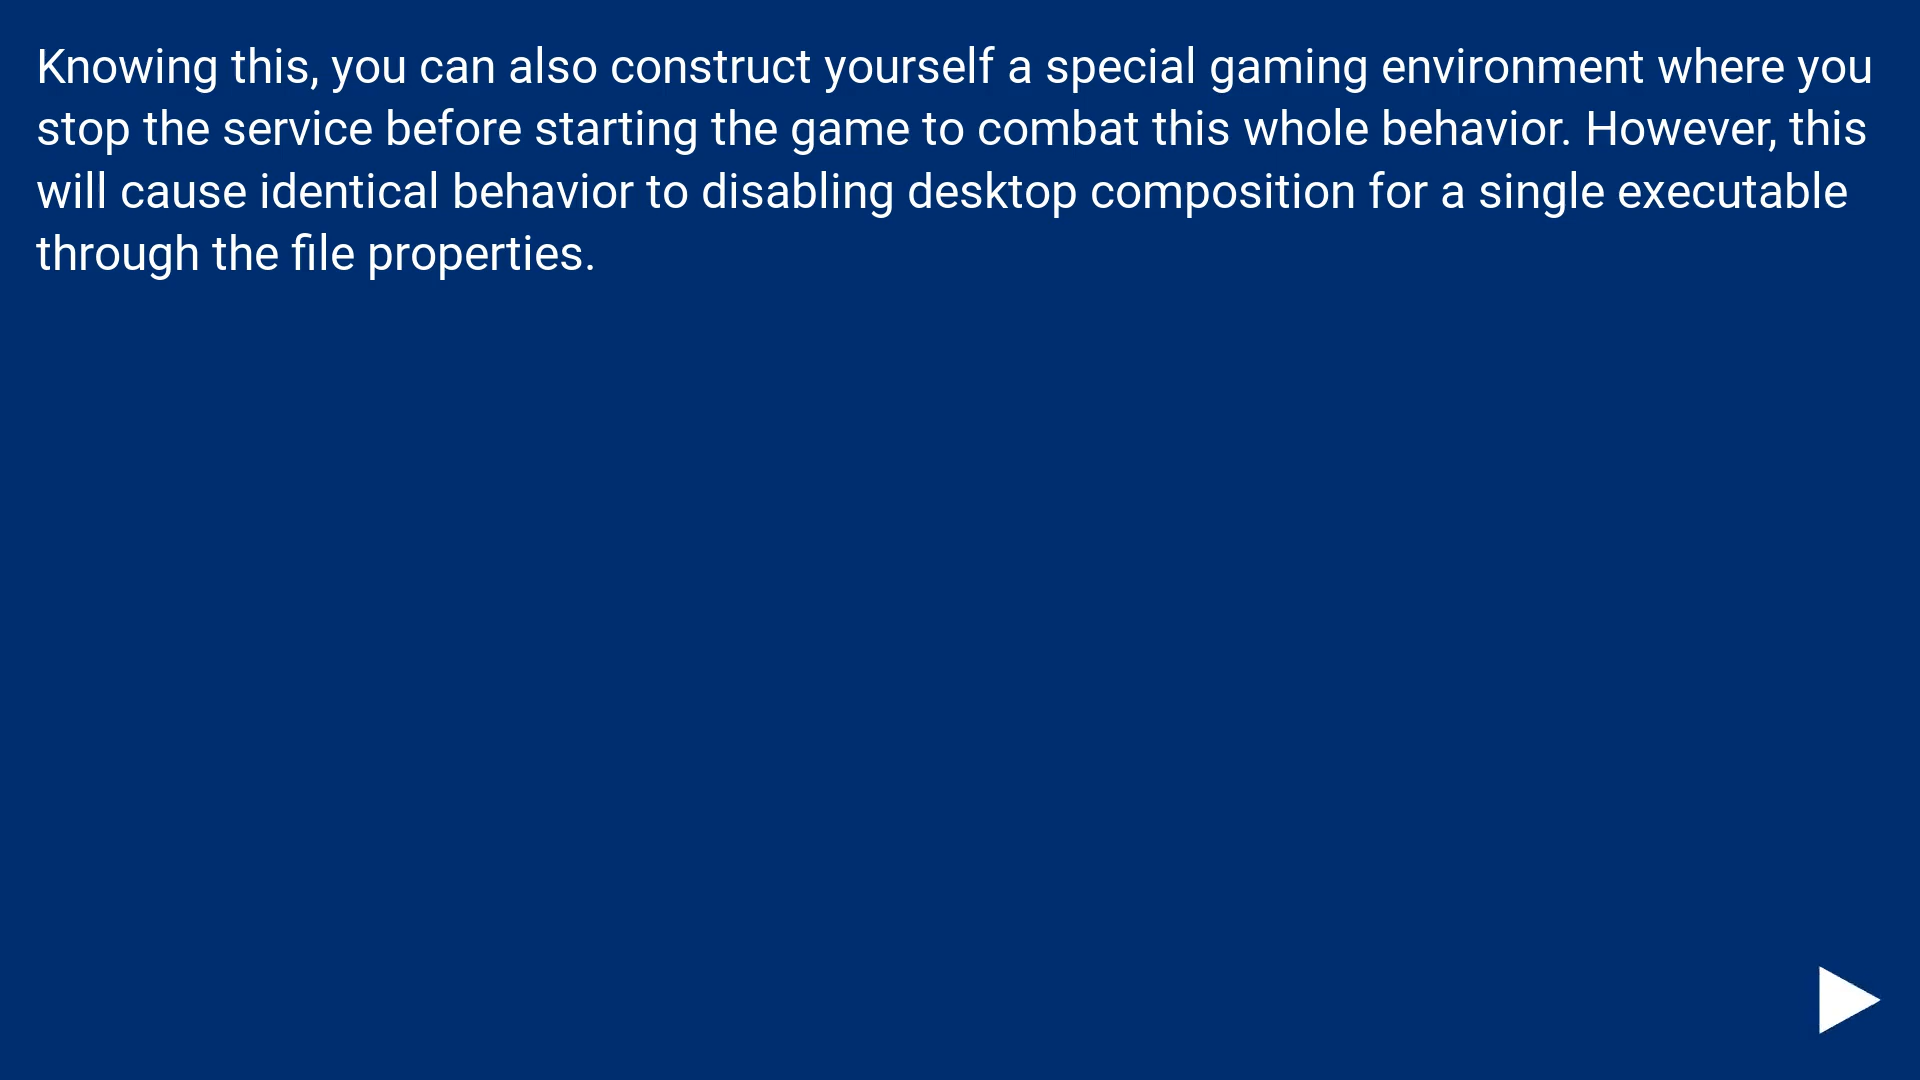 Knowing this, you can also construct yourself a special gaming environment where you
stop the service before starting the game to combat this whole behavior. However, this
will cause identical behavior to disabling desktop composition for a single executable
through the file properties.